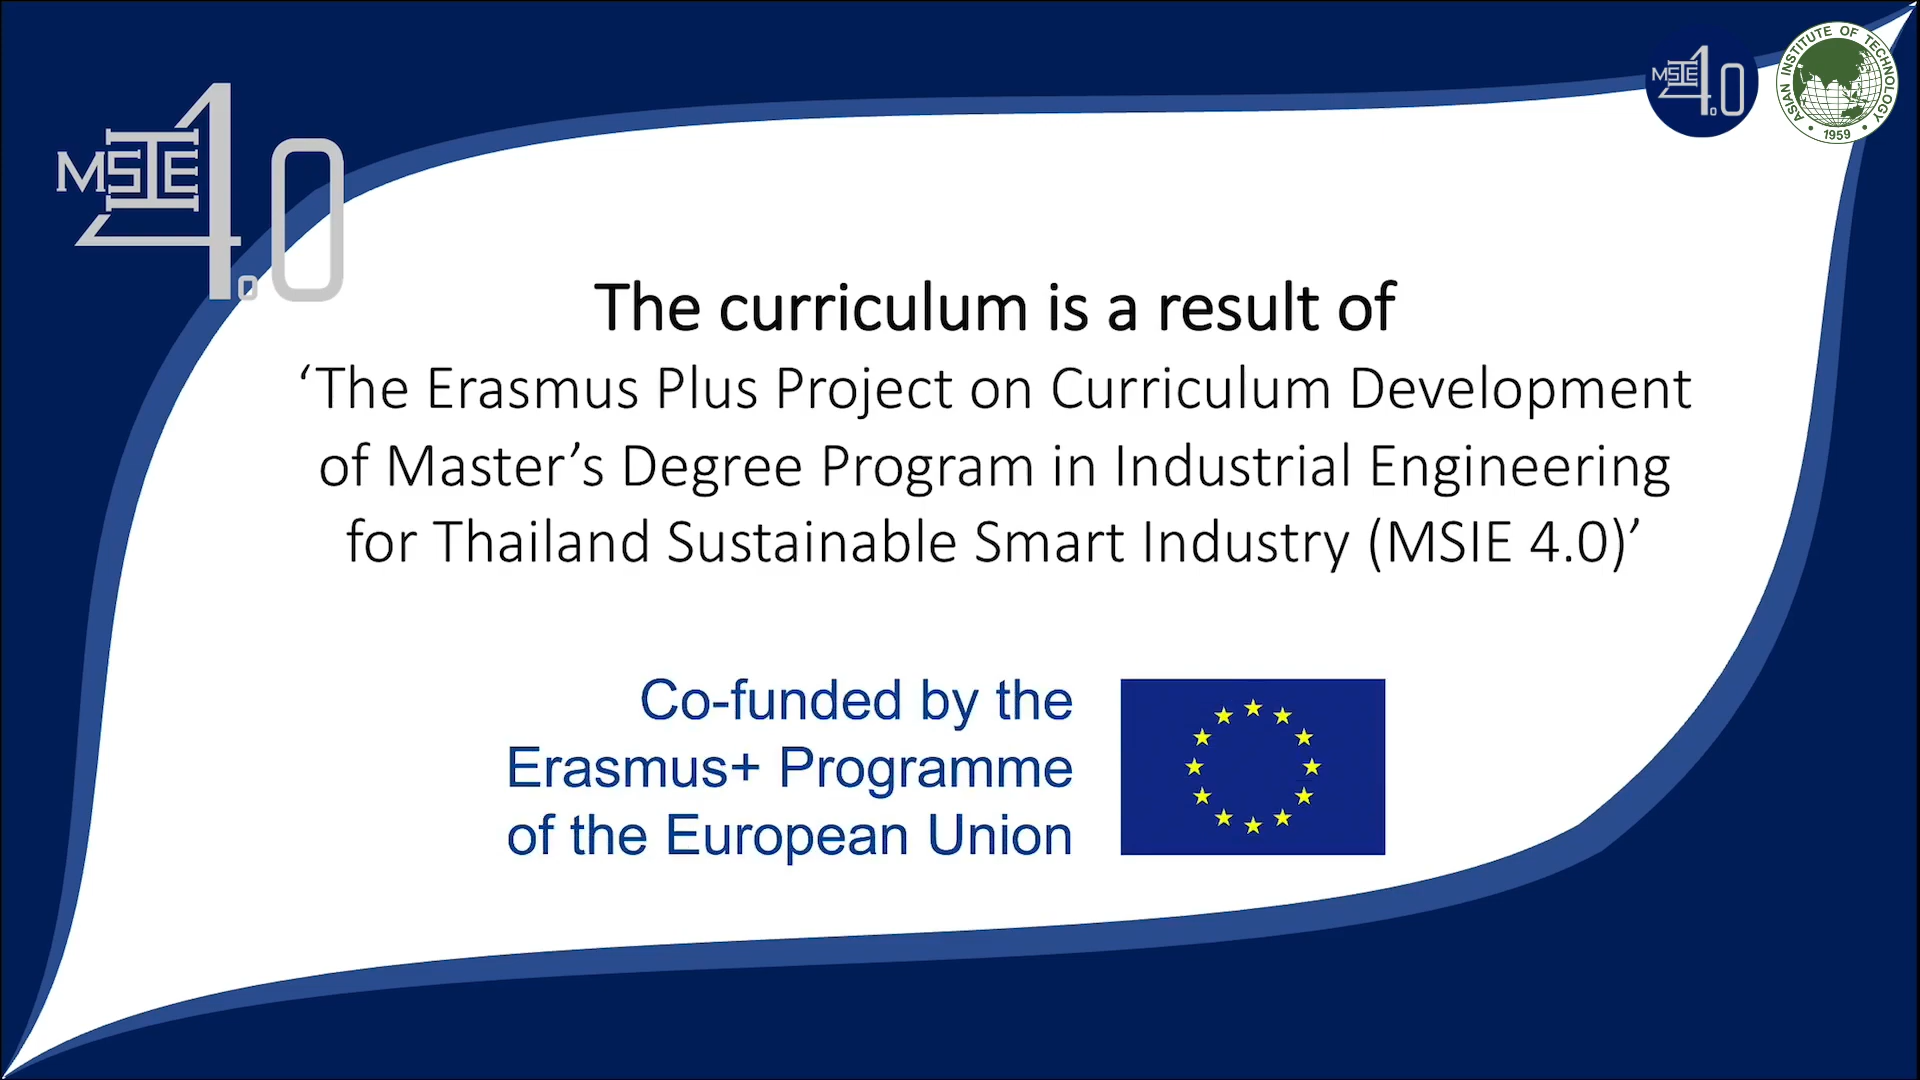 MSIE 4.0
MSIE 4.0
ASIAN INSTITUTE OF TECHNOLOGY
• 1959 •
The curriculum is a result of
‘The Erasmus Plus Project on Curriculum Development
of Master’s Degree Program in Industrial Engineering
for Thailand Sustainable Smart Industry (MSIE 4.0)’
Co-funded by the
Erasmus+ Programme
of the European Union